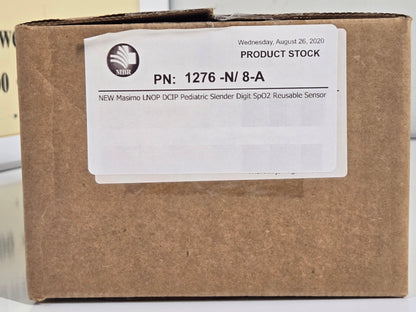 Wednesday, August 26, 2020
PRODUCT STOCK
MBR
PN: 1276 -N/ 8-A
NEW Masimo LNOP DCIP Pediatric Slender Digit SpO2 Reusable Sensor